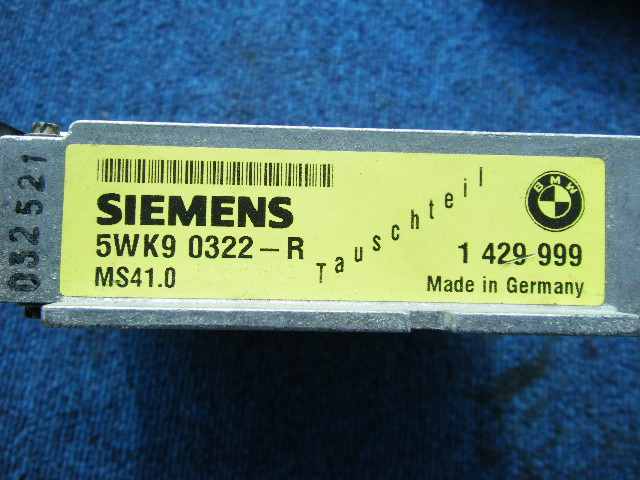 032521
SIEMENS
5WK9 0322-R
MS41.0
Tauschteil
BMW
1 429 999
Made in Germany